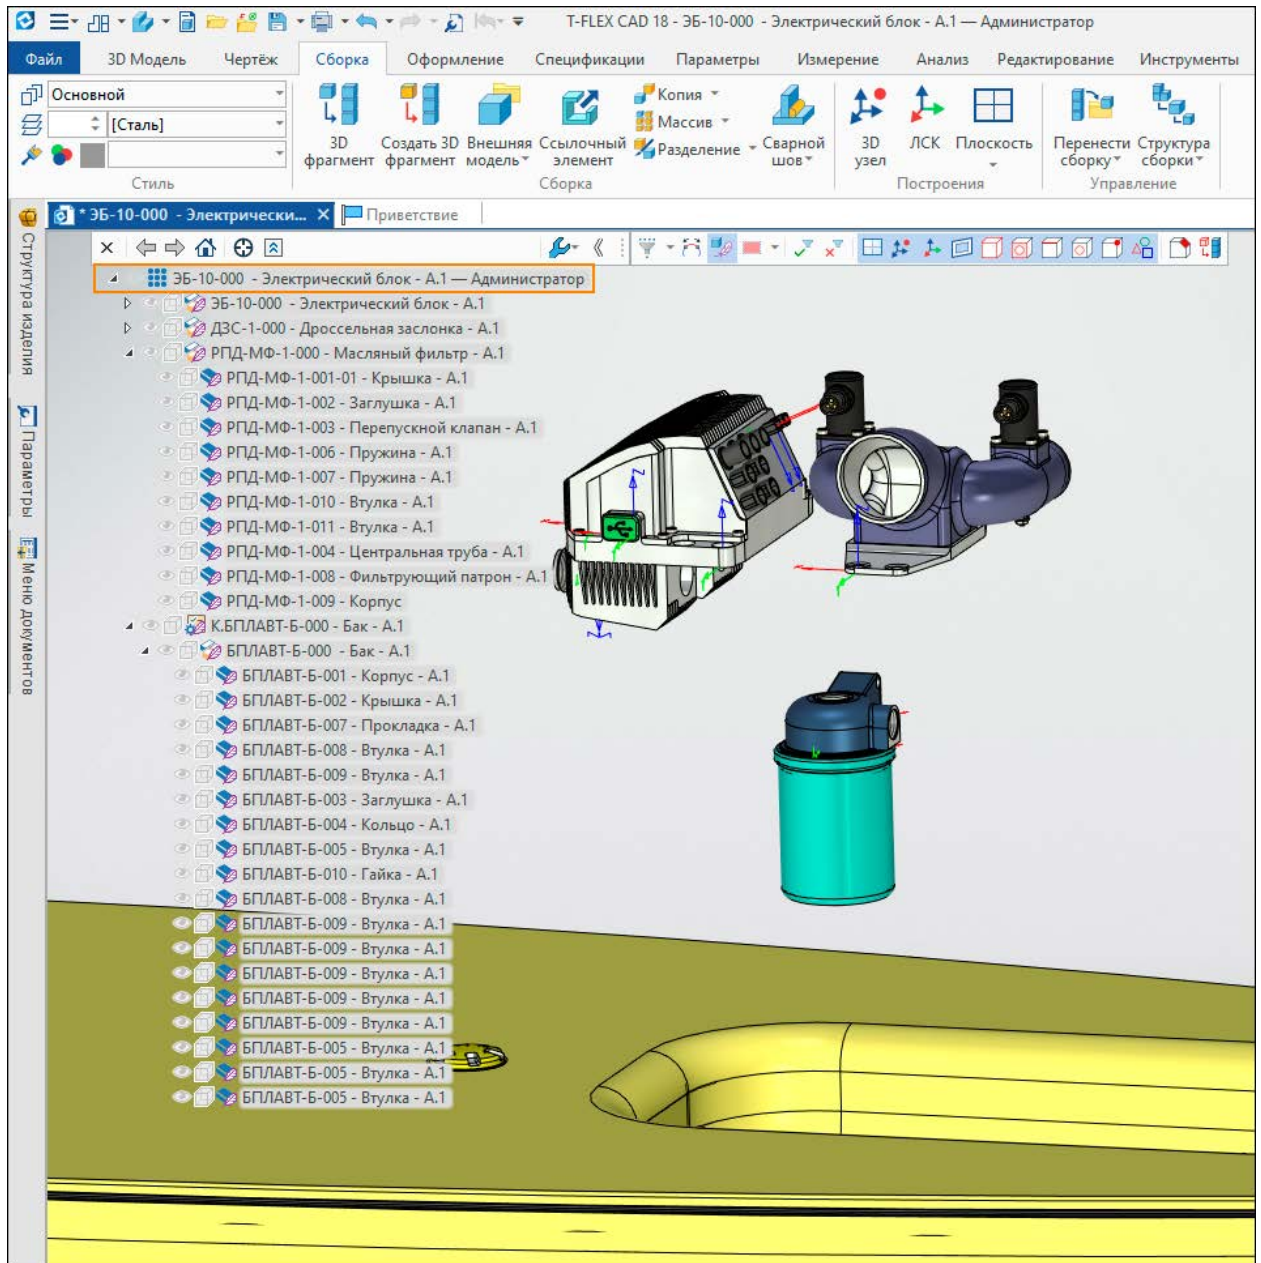 T-FLEX CAD 18 - ЭБ-10-000 - Электрический блок - А.1 — Администратор
Файл 3D Модель Чертёж Сборка Оформление Спецификации Параметры Измерение Анализ Редактирование Инструменты
Основной
[Сталь]
Стиль
3D фрагмент
Создать 3D фрагмент
Внешняя модель
Ссылочный элемент
Копия
Массив
Разделение
Сварной шов
Сборка
3D узел
ЛСК
Плоскость
Построения
Перенести сборку
Структура сборки
Управление
* ЭБ-10-000 - Электрически... Приветствие
Структура изделия
Параметры
Меню документов
ЭБ-10-000 - Электрический блок - А.1 — Администратор
ЭБ-10-000 - Электрический блок - А.1
ДЗС-1-000 - Дроссельная заслонка - А.1
РПД-МФ-1-000 - Масляный фильтр - А.1
РПД-МФ-1-001-01 - Крышка - А.1
РПД-МФ-1-002 - Заглушка - А.1
РПД-МФ-1-003 - Перепускной клапан - А.1
РПД-МФ-1-006 - Пружина - А.1
РПД-МФ-1-007 - Пружина - А.1
РПД-МФ-1-010 - Втулка - А.1
РПД-МФ-1-011 - Втулка - А.1
РПД-МФ-1-004 - Центральная труба - А.1
РПД-МФ-1-008 - Фильтрующий патрон - А.1
РПД-МФ-1-009 - Корпус
К.БПЛАВТ-Б-000 - Бак - А.1
БПЛАВТ-Б-000 - Бак - А.1
БПЛАВТ-Б-001 - Корпус - А.1
БПЛАВТ-Б-002 - Крышка - А.1
БПЛАВТ-Б-007 - Прокладка - А.1
БПЛАВТ-Б-008 - Втулка - А.1
БПЛАВТ-Б-009 - Втулка - А.1
БПЛАВТ-Б-003 - Заглушка - А.1
БПЛАВТ-Б-004 - Кольцо - А.1
БПЛАВТ-Б-005 - Втулка - А.1
БПЛАВТ-Б-010 - Гайка - А.1
БПЛАВТ-Б-008 - Втулка - А.1
БПЛАВТ-Б-009 - Втулка - А.1
БПЛАВТ-Б-009 - Втулка - А.1
БПЛАВТ-Б-009 - Втулка - А.1
БПЛАВТ-Б-009 - Втулка - А.1
БПЛАВТ-Б-009 - Втулка - А.1
БПЛАВТ-Б-005 - Втулка - А.1
БПЛАВТ-Б-005 - Втулка - А.1
БПЛАВТ-Б-005 - Втулка - А.1